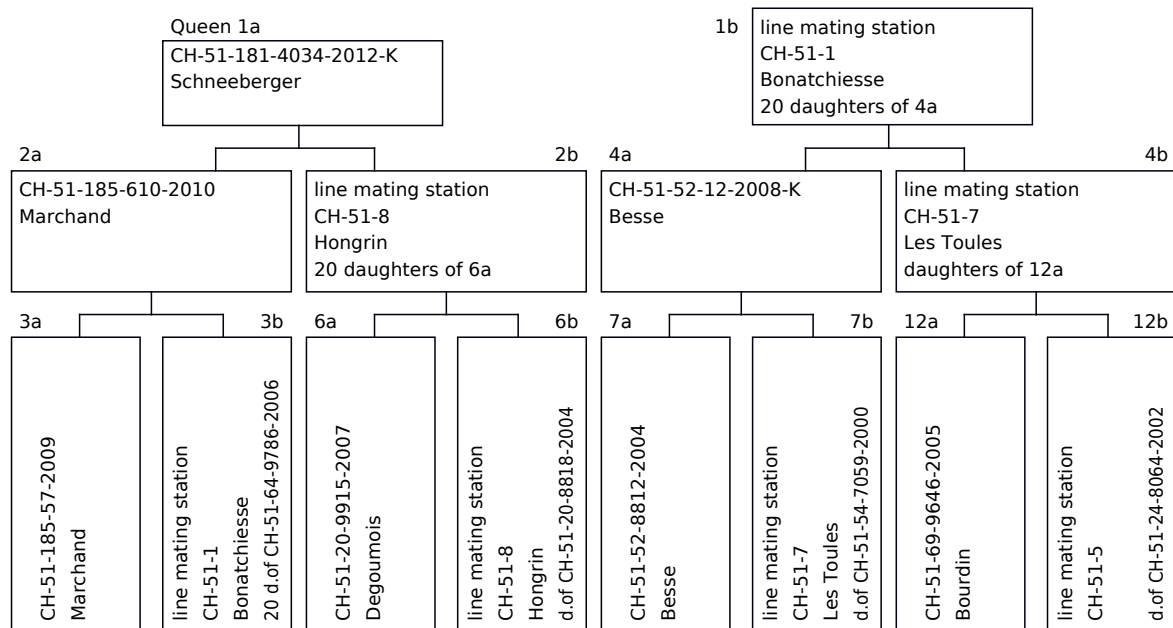 Queen 1a
CH-51-181-4034-2012-K
Schneeberger
1b
line mating station
CH-51-1
Bonatchiesse
20 daughters of 4a
2a
CH-51-185-610-2010
Marchand
2b
line mating station
CH-51-8
Hongrin
20 daughters of 6a
4a
CH-51-52-12-2008-K
Besse
4b
line mating station
CH-51-7
Les Toules
daughters of 12a
3a
CH-51-185-57-2009
Marchand
3b
line mating station
CH-51-1
Bonatchiesse
20 d.of CH-51-64-9786-2006
6a
CH-51-20-9915-2007
Degoumois
6b
line mating station
CH-51-8
Hongrin
d.of CH-51-20-8818-2004
7a
CH-51-52-8812-2004
Besse
7b
line mating station
CH-51-7
Les Toules
d.of CH-51-54-7059-2000
12a
CH-51-69-9646-2005
Bourdin
12b
line mating station
CH-51-5
d.of CH-51-24-8064-2002